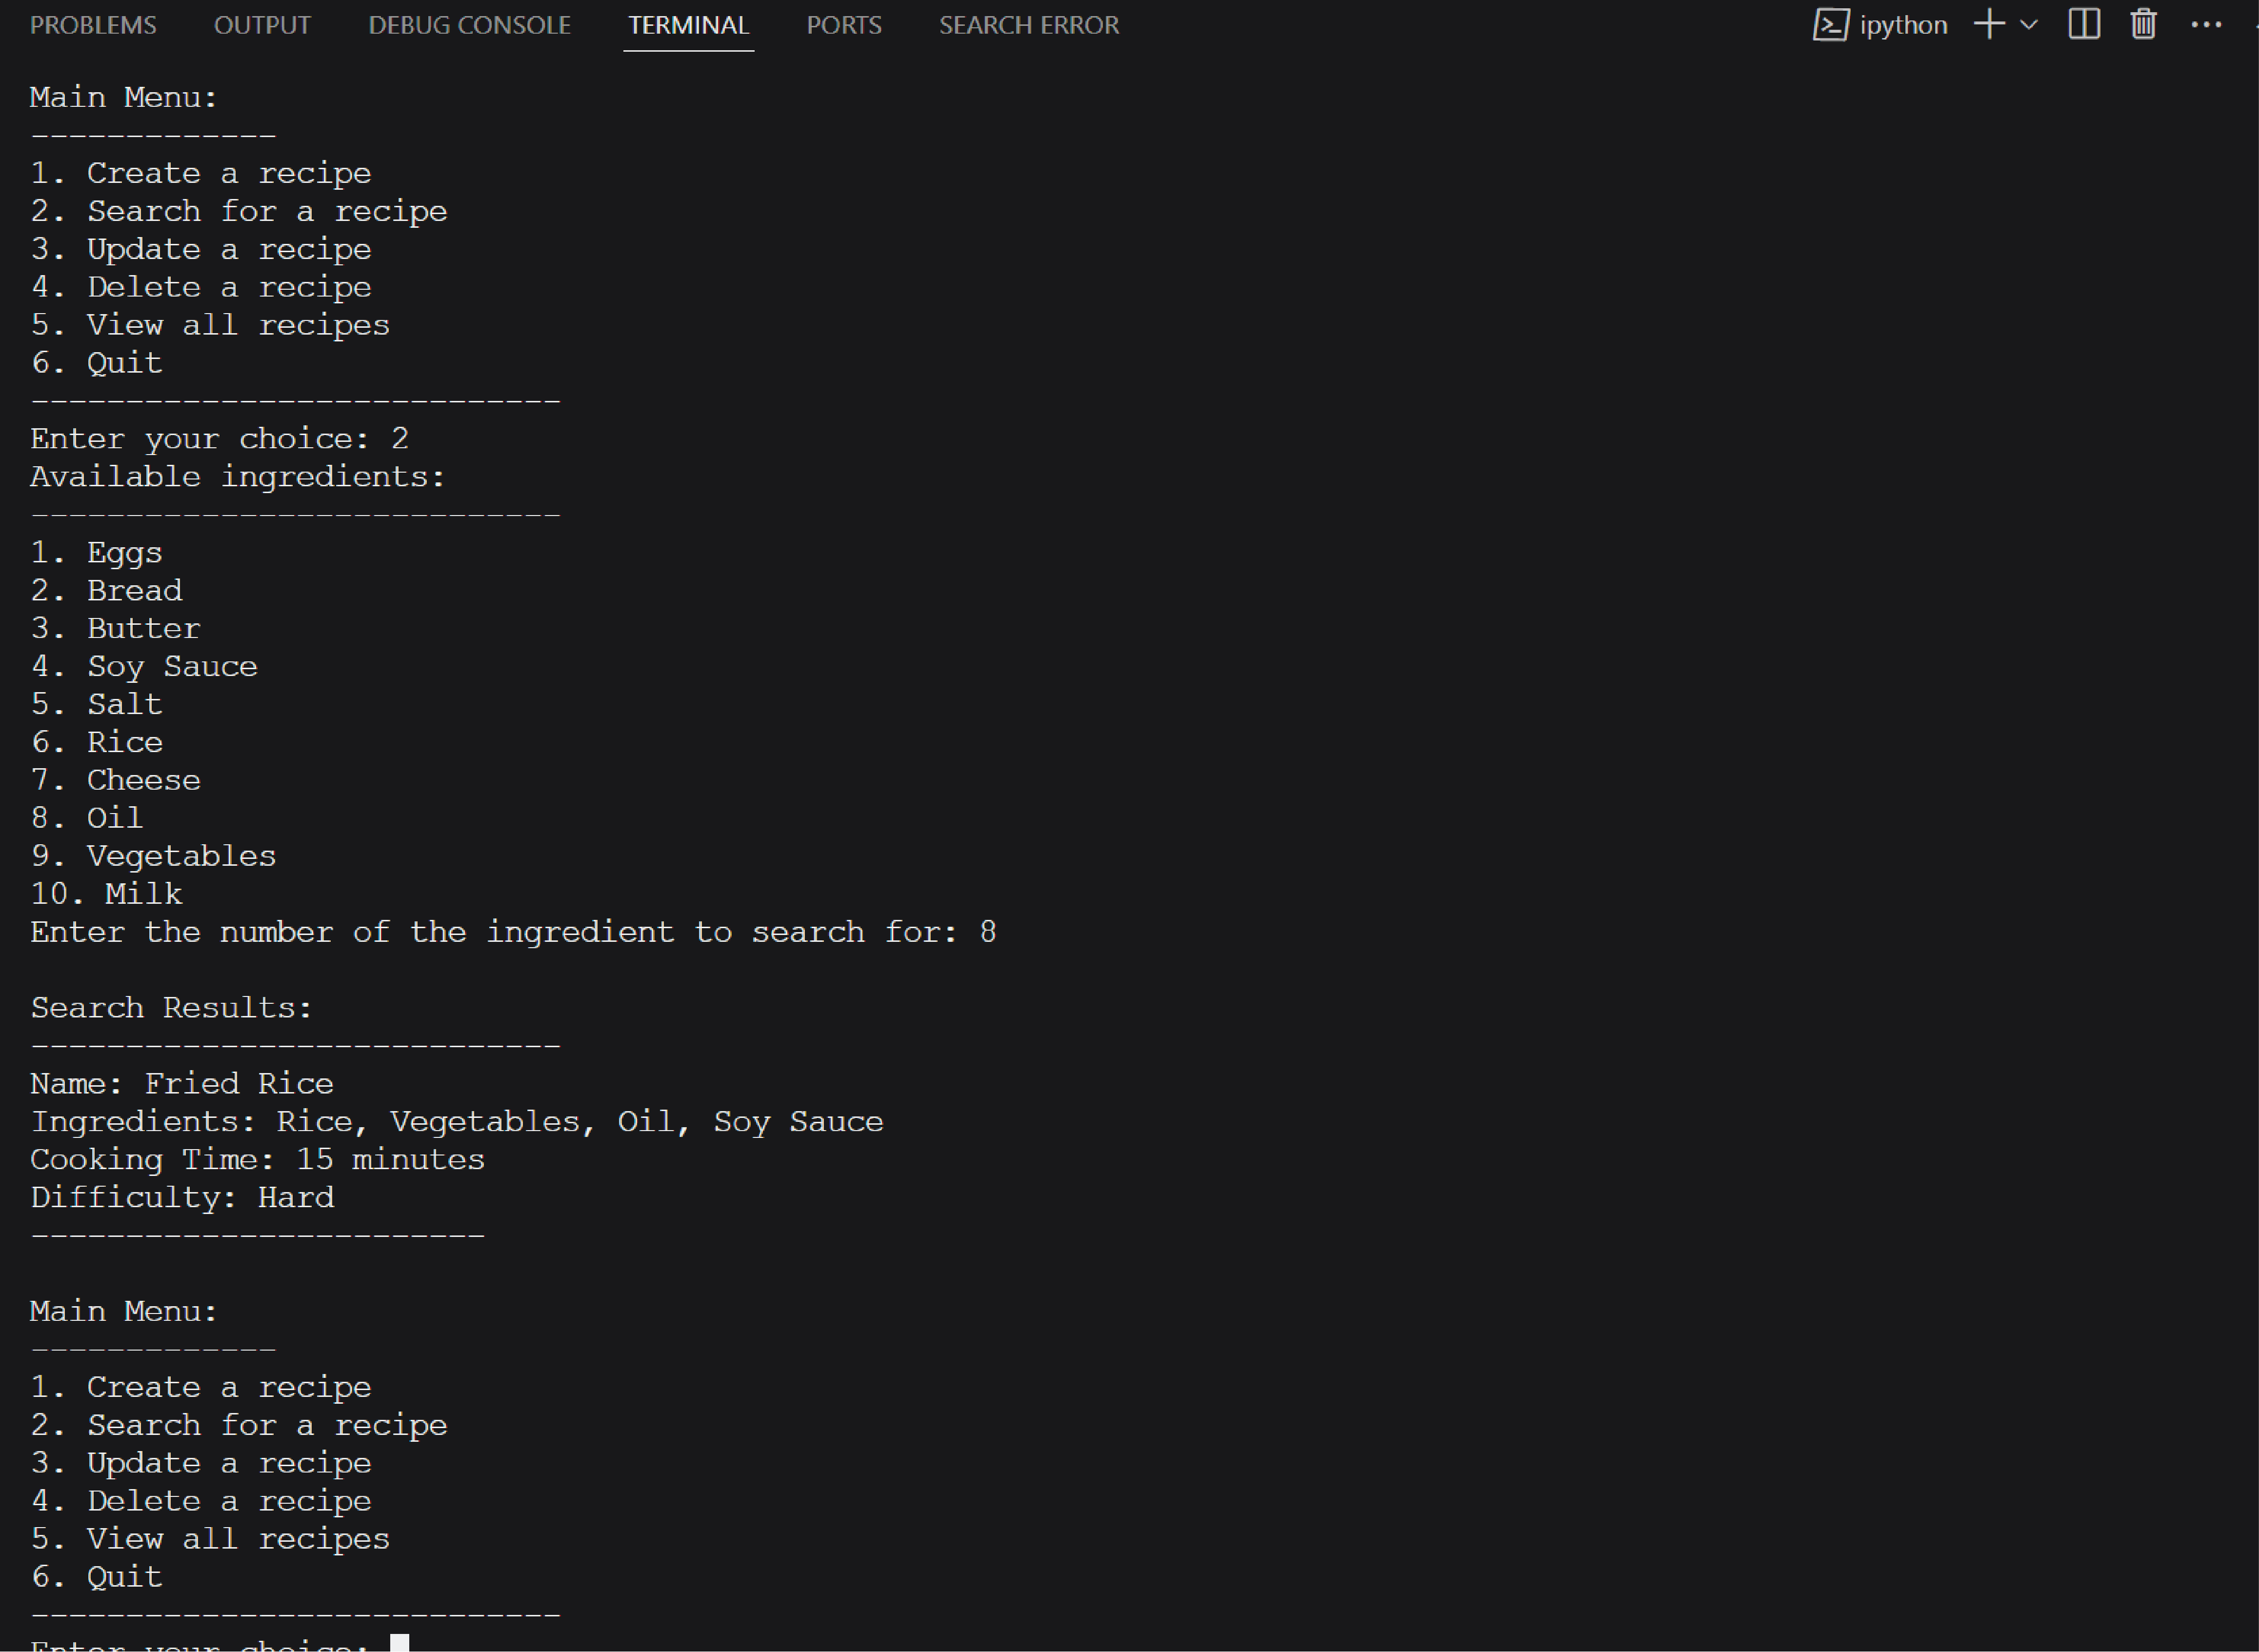 PROBLEMS OUTPUT DEBUG CONSOLE TERMINAL PORTS SEARCH ERROR ipython
Main Menu:
-------------
1. Create a recipe
2. Search for a recipe
3. Update a recipe
4. Delete a recipe
5. View all recipes
6. Quit
----------------------------
Enter your choice: 2
Available ingredients:
----------------------------
1. Eggs
2. Bread
3. Butter
4. Soy Sauce
5. Salt
6. Rice
7. Cheese
8. Oil
9. Vegetables
10. Milk
Enter the number of the ingredient to search for: 8
Search Results:
----------------------------
Name: Fried Rice
Ingredients: Rice, Vegetables, Oil, Soy Sauce
Cooking Time: 15 minutes
Difficulty: Hard
------------------------
Main Menu:
-------------
1. Create a recipe
2. Search for a recipe
3. Update a recipe
4. Delete a recipe
5. View all recipes
6. Quit
----------------------------
Enter your choice: